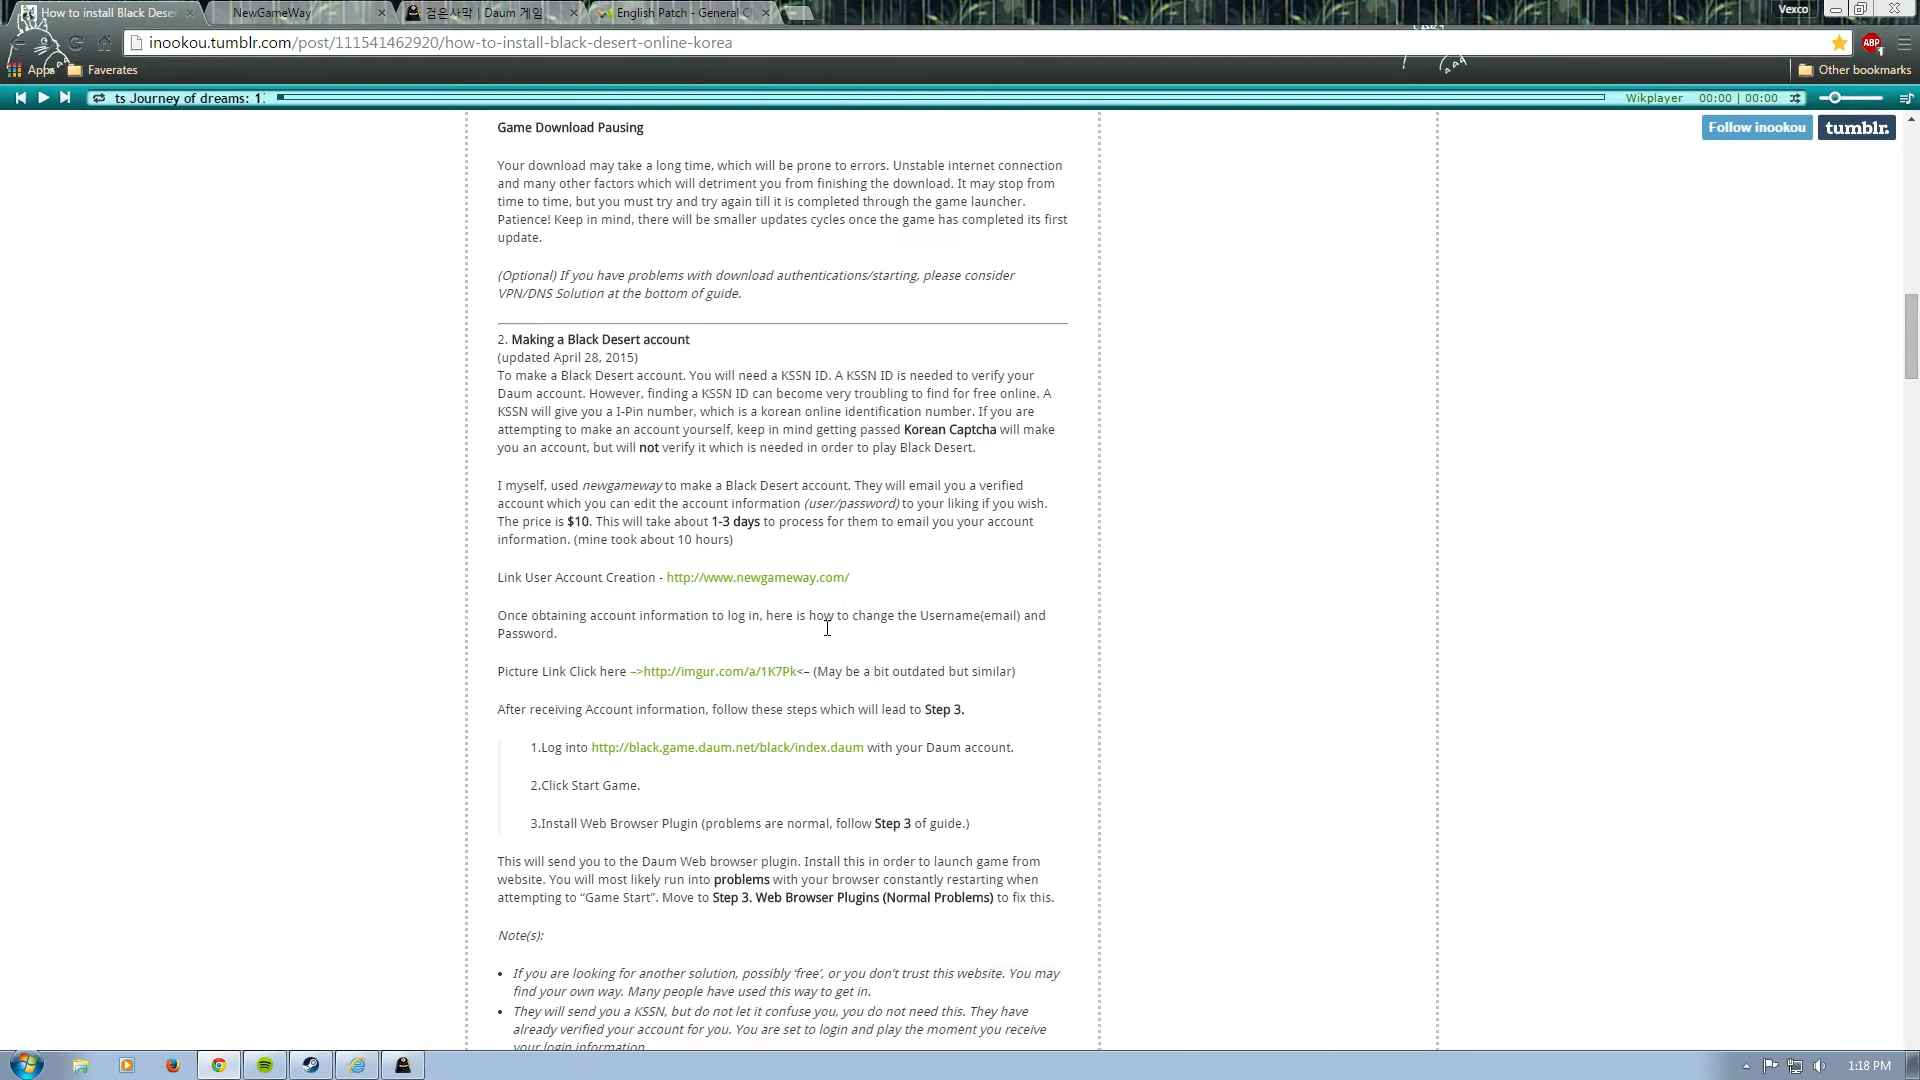 How to install Black Deser
NewGameWay
검은사막 | Daum 게임
English Patch - General C
Vexco
inookou.tumblr.com/post/111541462920/how-to-install-black-desert-online-korea
ABP
1
Apps
Faverates
Other bookmarks
ts Journey of dreams: 1
Wikplayer
00:00 | 00:00
Follow inookou
tumblr.
Game Download Pausing
Your download may take a long time, which will be prone to errors. Unstable internet connection
and many other factors which will detriment you from finishing the download. It may stop from
time to time, but you must try and try again till it is completed through the game launcher.
Patience! Keep in mind, there will be smaller updates cycles once the game has completed its first
update.
(Optional) If you have problems with download authentications/starting, please consider
VPN/DNS Solution at the bottom of guide.
2. Making a Black Desert account
(updated April 28, 2015)
To make a Black Desert account. You will need a KSSN ID. A KSSN ID is needed to verify your
Daum account. However, finding a KSSN ID can become very troubling to find for free online. A
KSSN will give you a I-Pin number, which is a korean online identification number. If you are
attempting to make an account yourself, keep in mind getting passed Korean Captcha will make
you an account, but will not verify it which is needed in order to play Black Desert.
I myself, used newgameway to make a Black Desert account. They will email you a verified
account which you can edit the account information (user/password) to your liking if you wish.
The price is $10. This will take about 1-3 days to process for them to email you your account
information. (mine took about 10 hours)
Link User Account Creation - http://www.newgameway.com/
Once obtaining account information to log in, here is how to change the Username(email) and
Password.
Picture Link Click here –>http://imgur.com/a/1K7Pk<– (May be a bit outdated but similar)
After receiving Account information, follow these steps which will lead to Step 3.
1.Log into http://black.game.daum.net/black/index.daum with your Daum account.
2.Click Start Game.
3.Install Web Browser Plugin (problems are normal, follow Step 3 of guide.)
This will send you to the Daum Web browser plugin. Install this in order to launch game from
website. You will most likely run into problems with your browser constantly restarting when
attempting to “Game Start”. Move to Step 3. Web Browser Plugins (Normal Problems) to fix this.
Note(s):
• If you are looking for another solution, possibly ‘free’, or you don’t trust this website. You may
find your own way. Many people have used this way to get in.
• They will send you a KSSN, but do not let it confuse you, you do not need this. They have
already verified your account for you. You are set to login and play the moment you receive
your login information
1:18 PM